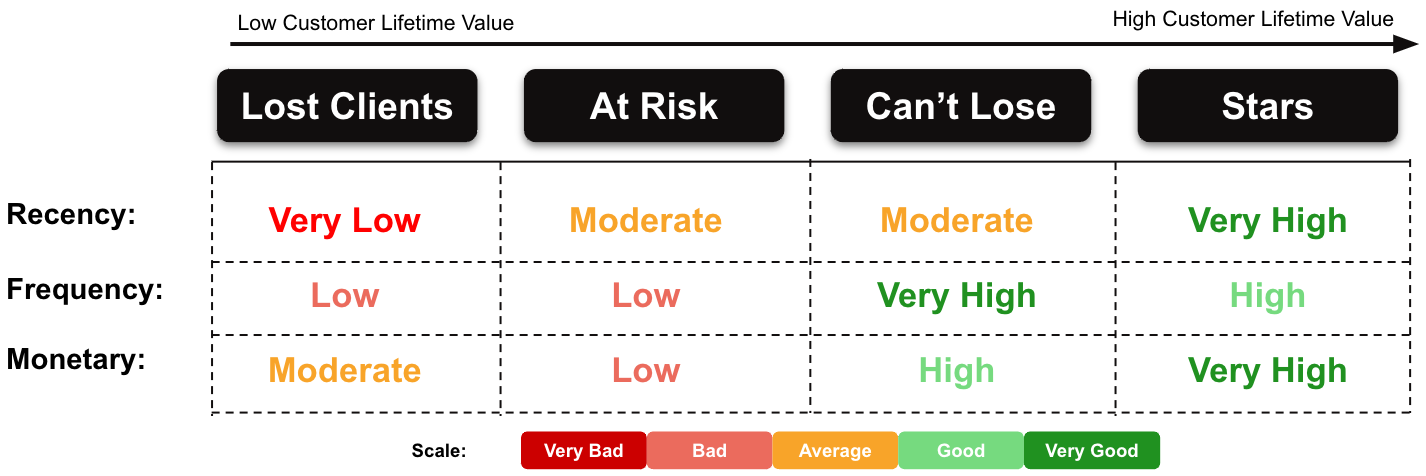 Low Customer Lifetime Value
High Customer Lifetime Value
Lost Clients
At Risk
Can’t Lose
Stars
Recency:
Very Low
Moderate
Moderate
Very High
Frequency:
Low
Low
Very High
High
Monetary:
Moderate
Low
High
Very High
Scale:
Very Bad
Bad
Average
Good
Very Good